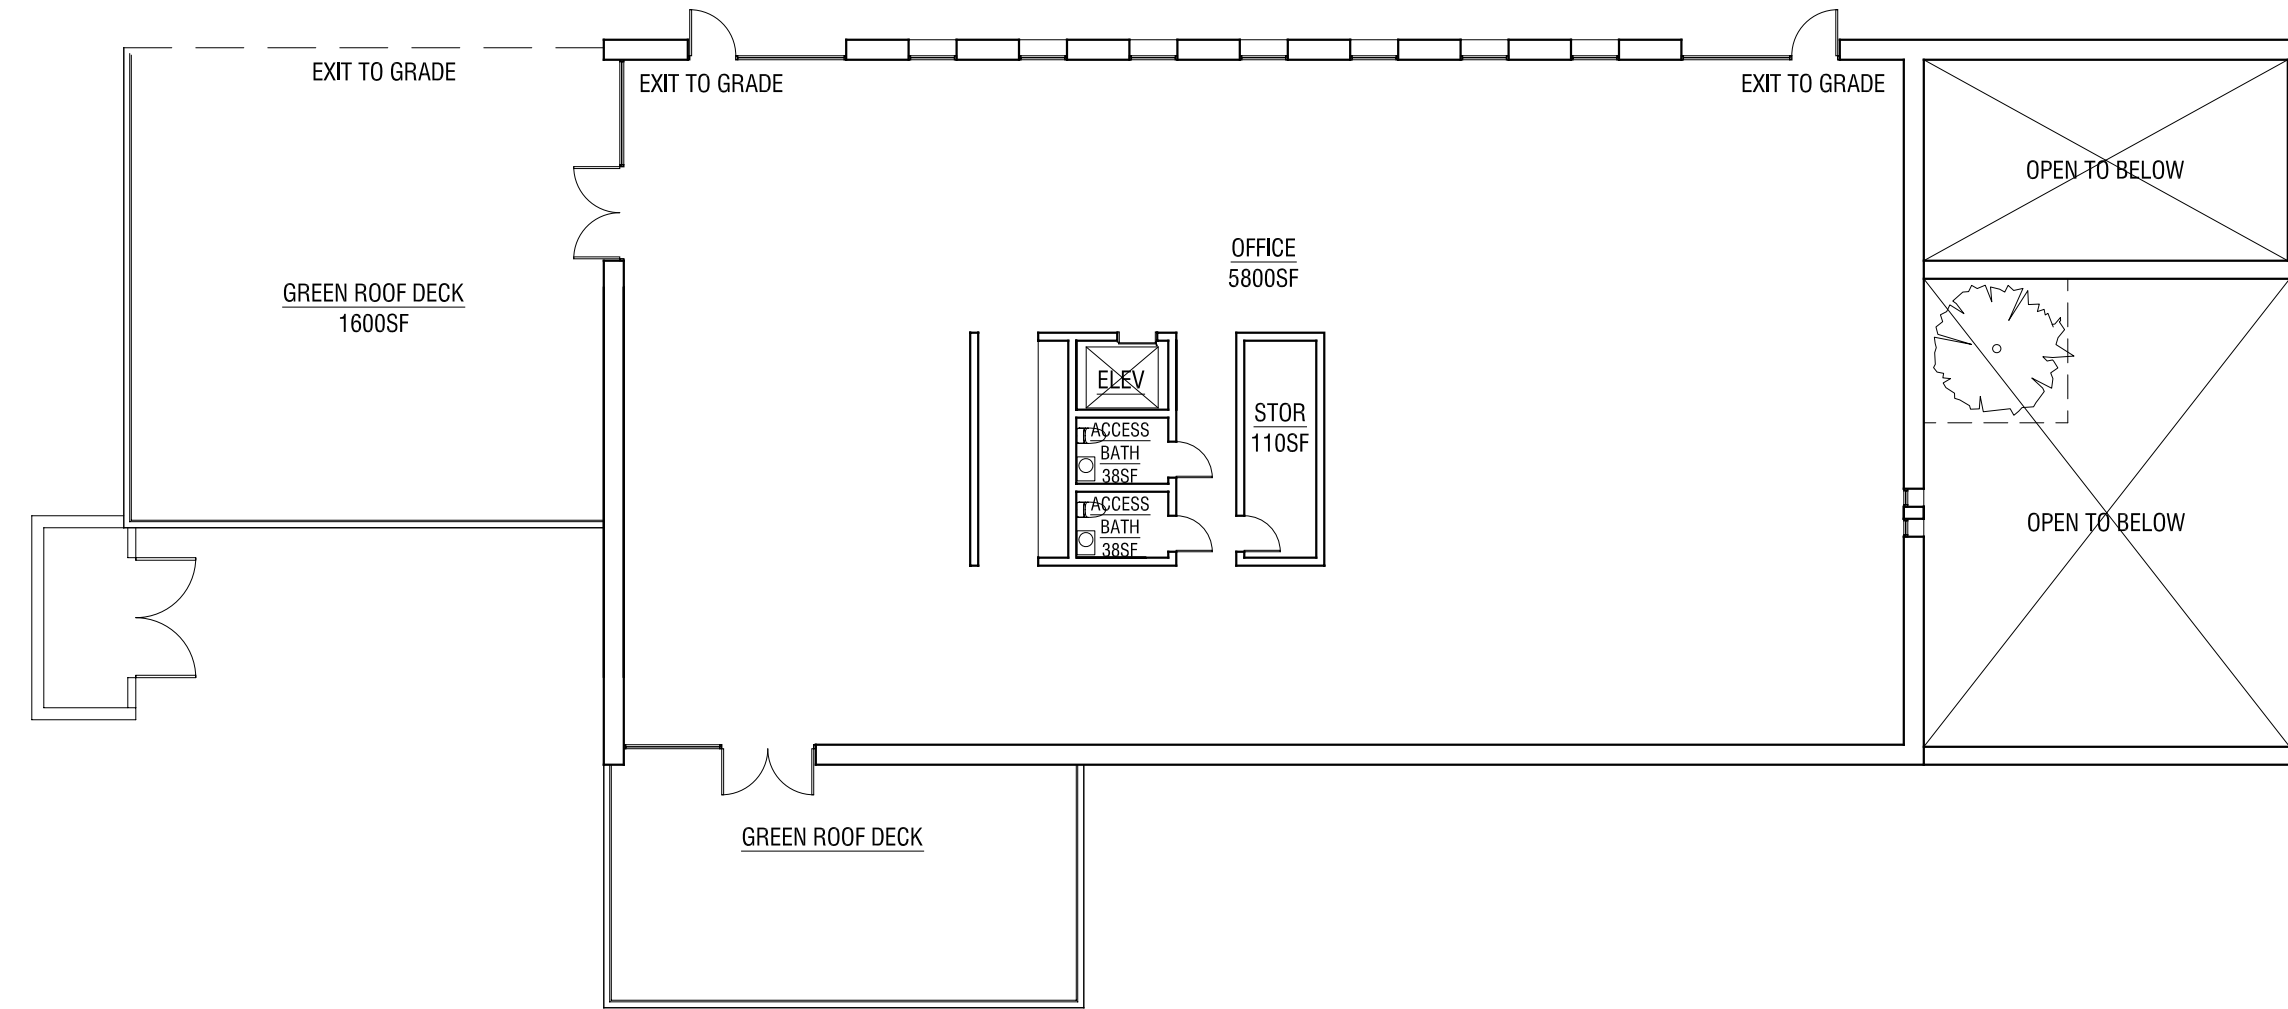 EXIT TO GRADE
EXIT TO GRADE
EXIT TO GRADE
OPEN TO BELOW
OFFICE
5800SF
GREEN ROOF DECK
1600SF
ELEV
ACCESS
BATH
38SF
STOR
110SF
ACCESS
BATH
38SF
OPEN TO BELOW
GREEN ROOF DECK